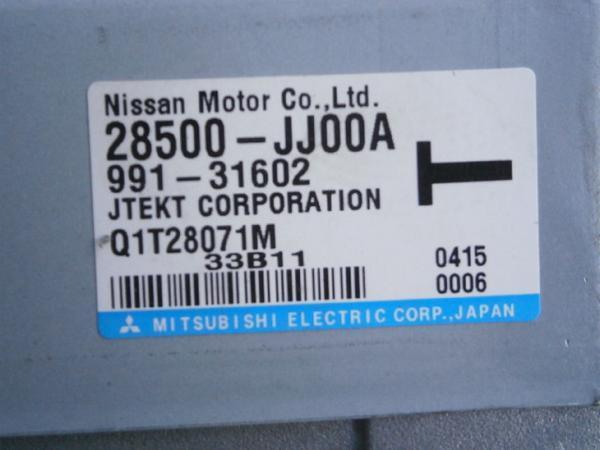 Nissan Motor Co.,Ltd.
28500-JJ00A
991-31602
JTEKT CORPORATION
Q1T28071M
33B11
T
0415
0006
MITSUBISHI ELECTRIC CORP.,JAPAN